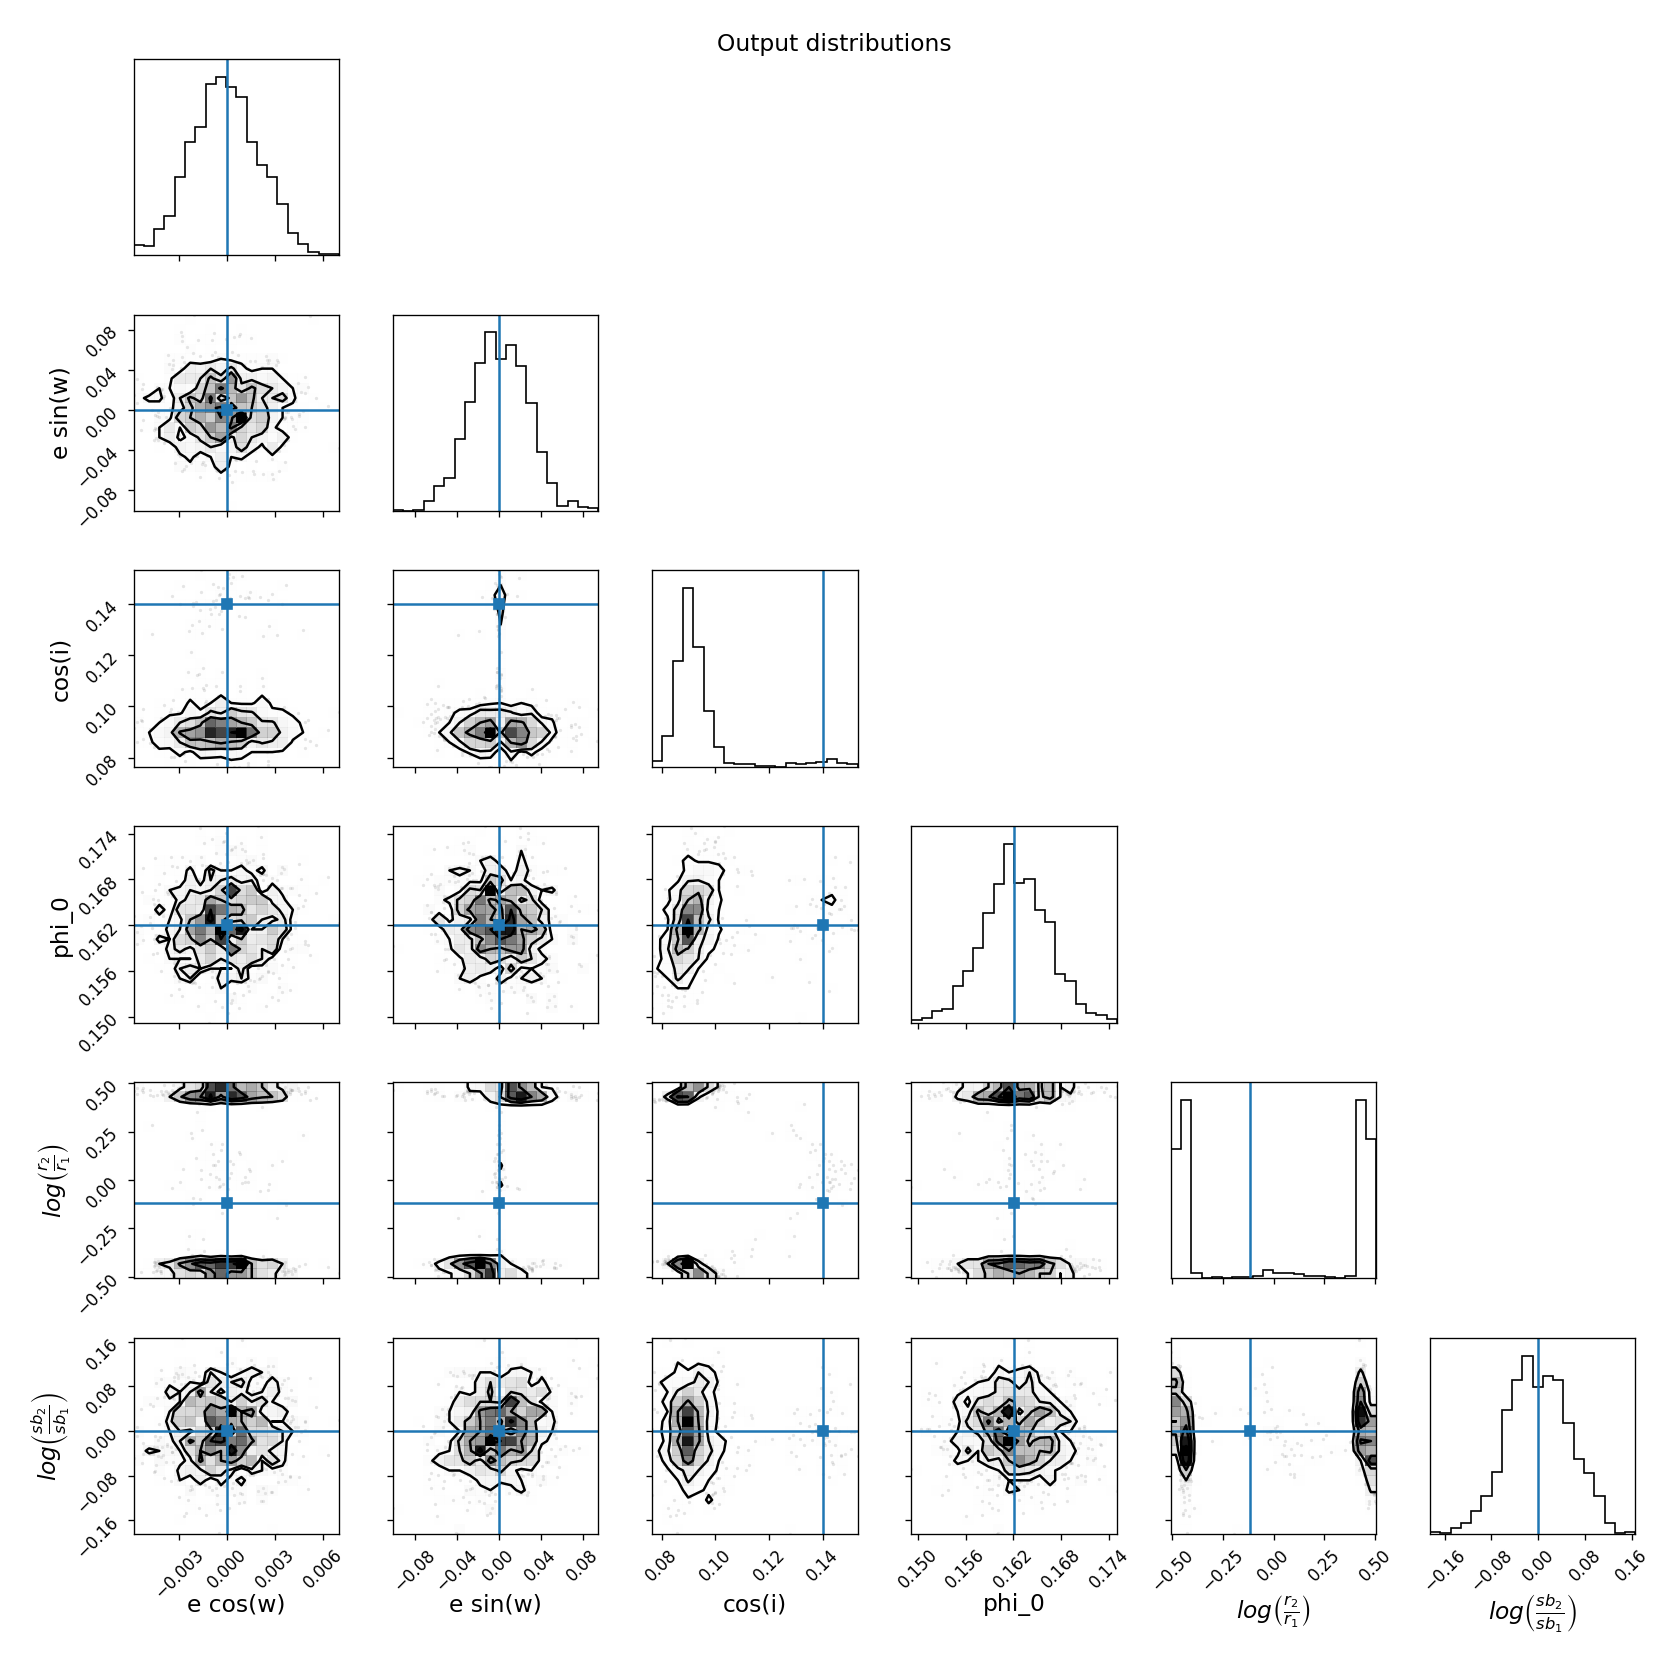 Output distributions
e sin(w)
0.08
0.04
0.00
−0.04
−0.08
cos(i)
0.14
0.12
0.10
0.08
phi_0
0.174
0.168
0.162
0.156
0.150
log(r₂/r₁)
0.50
0.25
0.00
−0.25
−0.50
log(sb₂/sb₁)
0.16
0.08
0.00
−0.08
−0.16
−0.003 0.000 0.003 0.006
−0.08 −0.04 0.00 0.04 0.08
0.08 0.10 0.12 0.14
0.150 0.156 0.162 0.168 0.174
−0.50 −0.25 0.00 0.25 0.50
−0.16 −0.08 0.00 0.08 0.16
e cos(w)
e sin(w)
cos(i)
phi_0
log(r₂/r₁)
log(sb₂/sb₁)